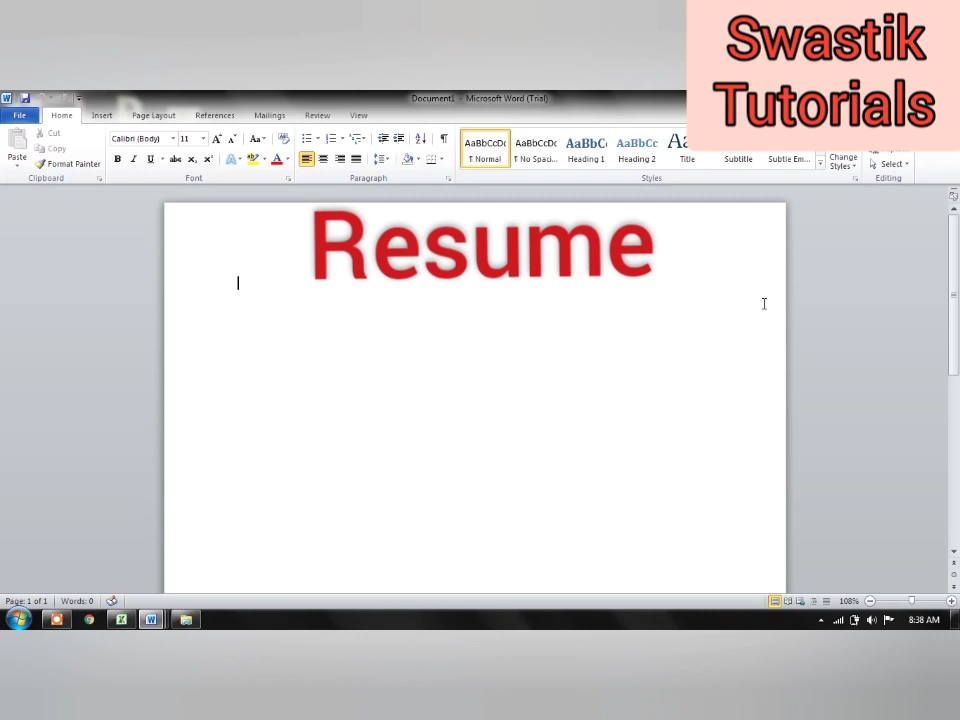 Swastik
Tutorials
Document1 - Microsoft Word (Trial)
File Home Insert Page Layout References Mailings Review View
Paste
Cut
Copy
Format Painter
Clipboard
Calibri (Body) 11
Font
Paragraph
AaBbCcDc AaBbCcDc AaBbCc AaBbCc
¶ Normal ¶ No Spaci... Heading 1 Heading 2 Title Subtitle Subtle Em...
Styles
Change
Styles
Select
Editing
Resume
Page: 1 of 1 Words: 0
108%
8:38 AM